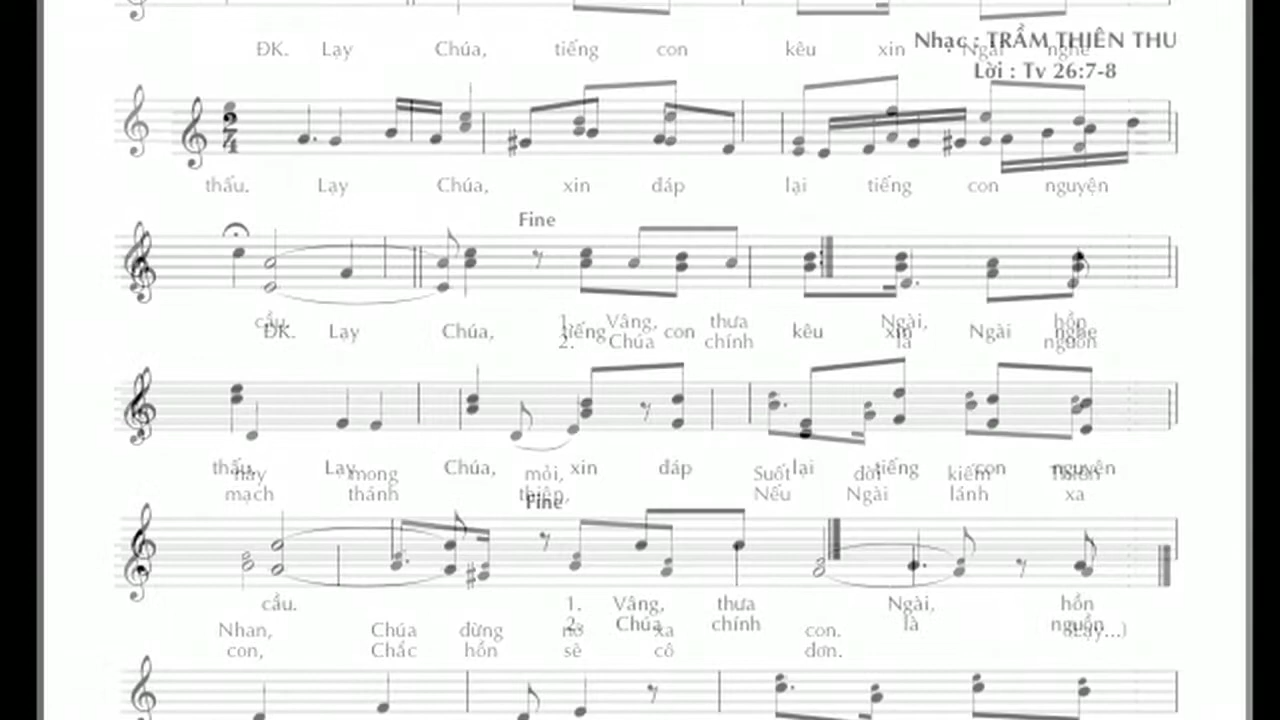 ĐK. Lạy Chúa, tiếng con kêu xin Ngài nghe
Nhạc : TRẦM THIÊN THU
Lời : Tv 26:7-8
thấu. Lạy Chúa, xin đáp lại tiếng con nguyện
Fine
cầu. 1. Vâng, thưa Ngài, hồn
ĐK. Lạy Chúa, tiếng con kêu xin Ngài nghe
2. Chúa chính là nguồn
thấu. Lạy Chúa, xin đáp lại tiếng con nguyện
này mong mỏi, Suốt đời kiếm
mạch thánh thiện, Nếu Ngài lánh xa
Fine
cầu. 1. Vâng, thưa Ngài, hồn
2. Chúa chính là nguồn
Nhan, Chúa đừng nỡ xa con. (Lạy...)
con, Chắc hồn sẽ cô đơn.